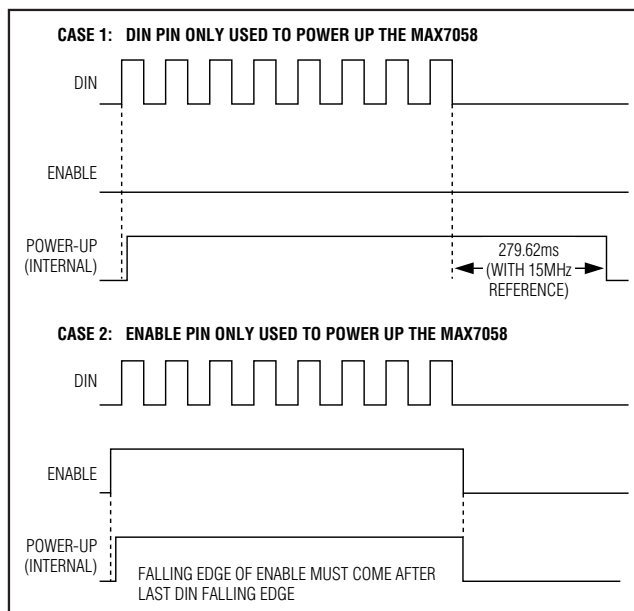 CASE 1: DIN PIN ONLY USED TO POWER UP THE MAX7058
DIN
ENABLE
POWER-UP
(INTERNAL)
279.62ms
(WITH 15MHz
REFERENCE)
CASE 2: ENABLE PIN ONLY USED TO POWER UP THE MAX7058
DIN
ENABLE
POWER-UP
(INTERNAL)
FALLING EDGE OF ENABLE MUST COME AFTER
LAST DIN FALLING EDGE